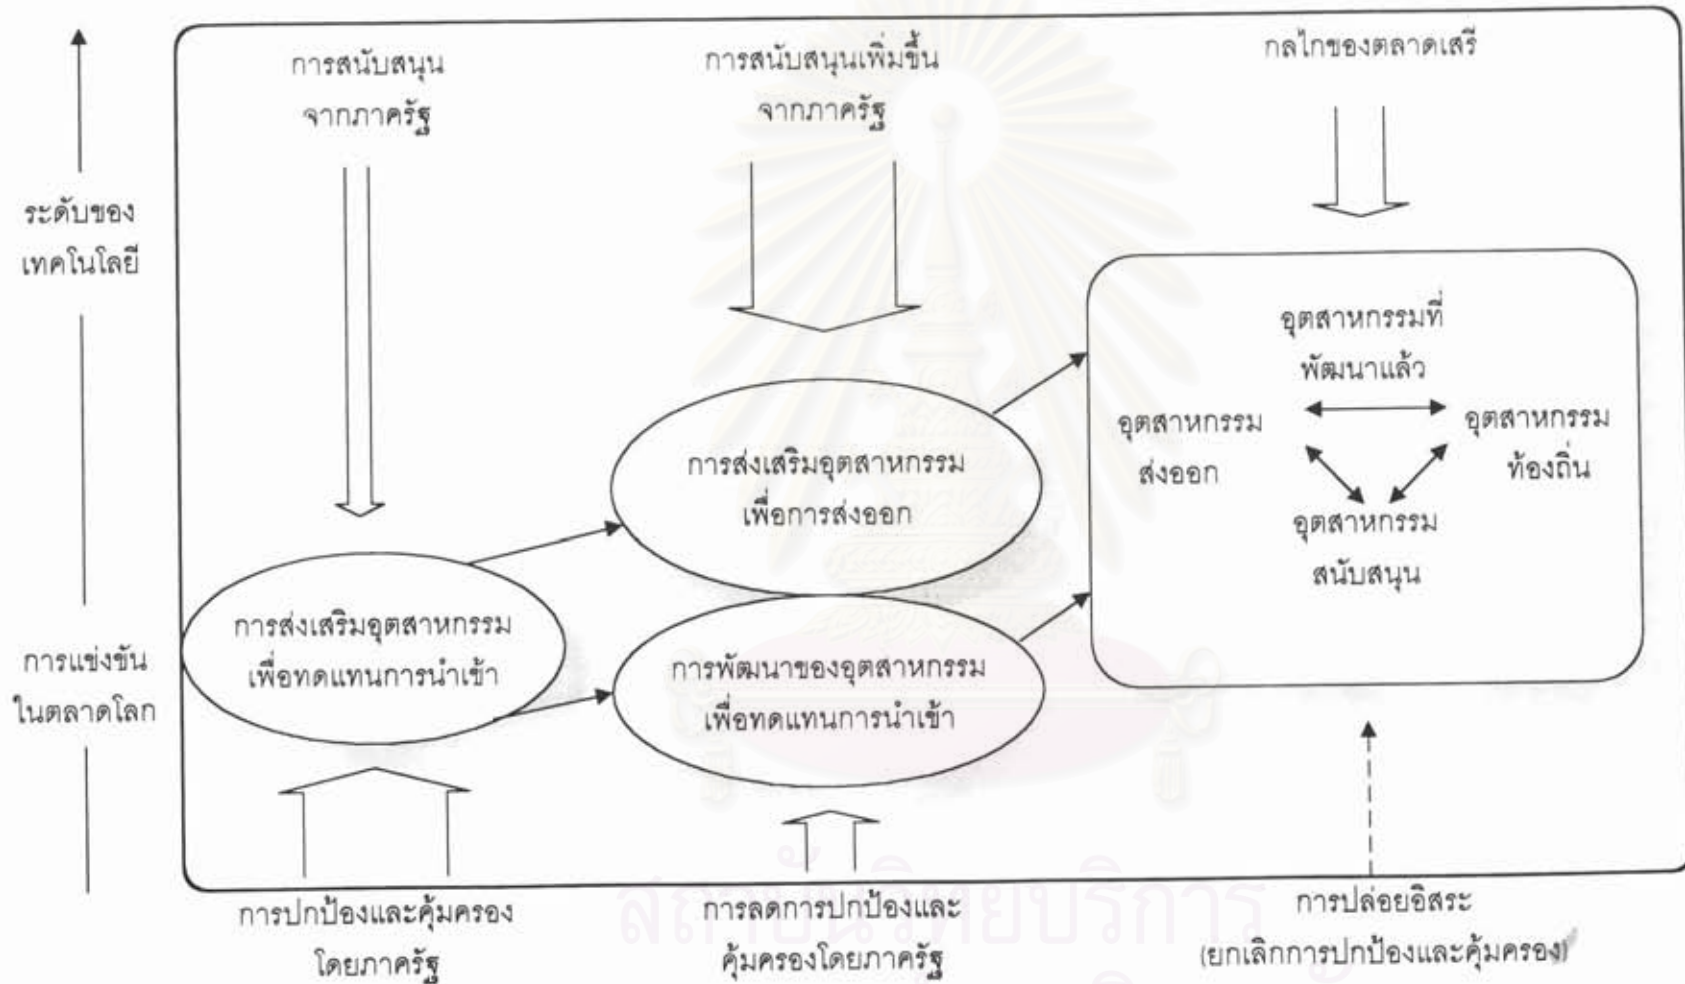 การสนับสนุน
จากภาครัฐ
การสนับสนุนเพิ่มขึ้น
จากภาครัฐ
กลไกของตลาดเสรี
ระดับของ
เทคโนโลยี
การแข่งขัน
ในตลาดโลก
การส่งเสริมอุตสาหกรรม
เพื่อทดแทนการนำเข้า
การส่งเสริมอุตสาหกรรม
เพื่อการส่งออก
การพัฒนาของอุตสาหกรรม
เพื่อทดแทนการนำเข้า
อุตสาหกรรมที่
พัฒนาแล้ว
อุตสาหกรรม
ส่งออก
อุตสาหกรรม
ท้องถิ่น
อุตสาหกรรม
สนับสนุน
การปกป้องและคุ้มครอง
โดยภาครัฐ
การลดการปกป้องและ
คุ้มครองโดยภาครัฐ
การปล่อยอิสระ
(ยกเลิกการปกป้องและคุ้มครอง)
สถาบันวิทยบริการ